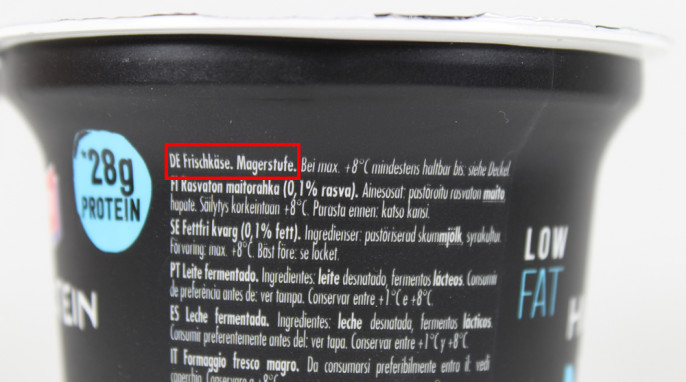 28g
PROTEIN
DE Frischkäse. Magerstufe. Bei max. +8°C mindestens haltbar bis: siehe Deckel
FI Rasvaton maitorahka (0,1% rasva). Ainesosat: pastöroitu rasvaton maito,
hapate. Säilytys korkeintaan +8°C. Parasta ennen: katso kansi.
SE Fettfri kvarg (0,1% fett). Ingredienser: pastöriserad skummjölk, syrakultur.
Förvaring: max. +8°C. Bäst före: se locket.
PT Leite fermentado. Ingredientes: leite desnatado, fermentos lácteos. Consumir
de preferência antes de: ver tampa. Conservar entre +1°C e +8°C.
ES Leche fermentada. Ingredientes: leche desnatada, fermentos lácticos.
Consumir preferentemente antes del: ver tapa. Conservar entre +1°C y +8°C.
IT Formaggio fresco magro. Da consumarsi preferibilmente entro il: vedi
LOW
FAT
TEIN
H